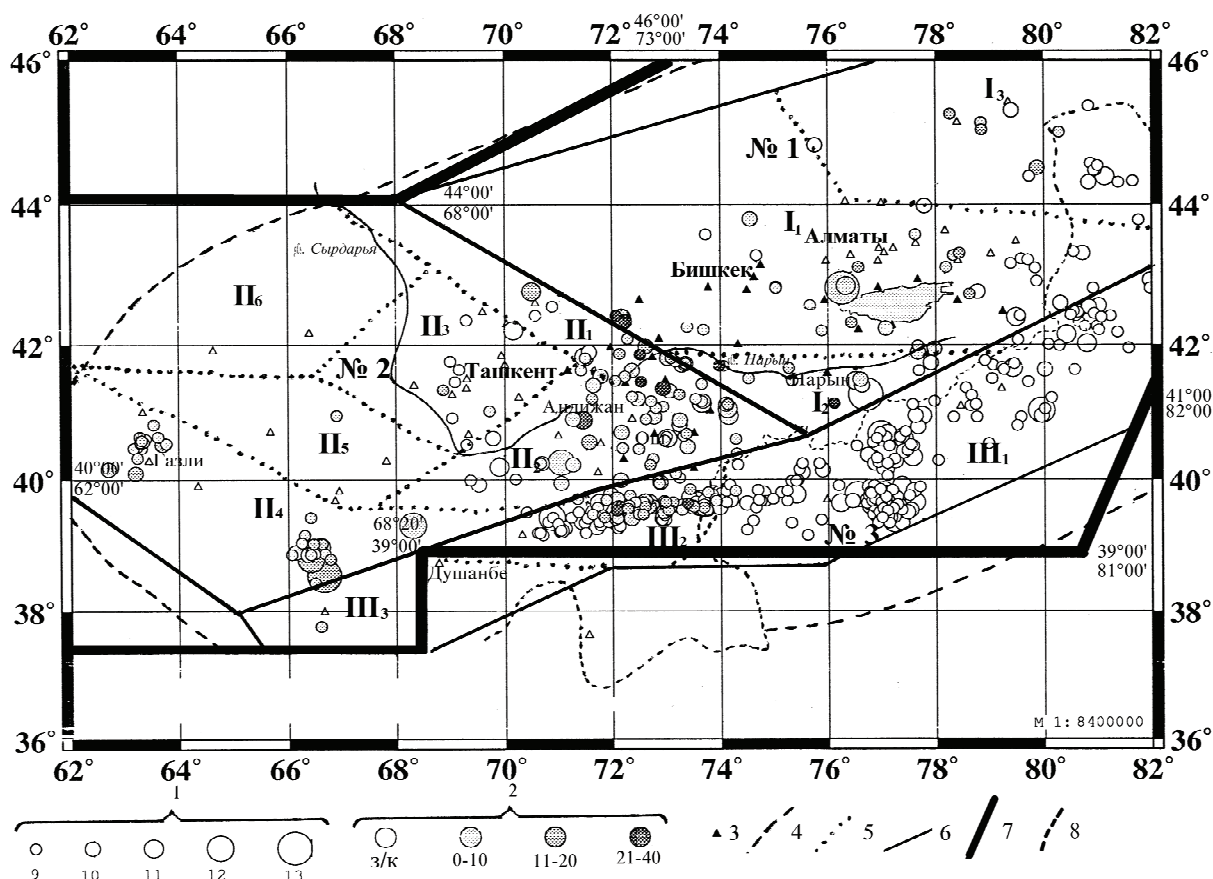 46°00'
62° 64° 66° 68° 70° 72° 73°00' 74° 76° 78° 80° 82°
46° 46°
I3
№ 1
44°00'
44° 68°00' 44°
I1 Алматы
р. Сырдарья
Бишкек
II6
II3 II1
42° р. Нарын 42°
№ 2 Ташкент Нарын
I2 41°00'
Андижан 82°00'
II5 Ош
II2 III1
40°00' Газли
40° 62°00' 40°
II4 68°20'
39°00' III2 № 3 39°00'
Душанбе 81°00'
III3
38° 38°
М 1: 8400000
36° 36°
62° 64° 66° 68° 70° 72° 74° 76° 78° 80° 82°
1 2
3 4 5 6 7 8
9 10 11 12 13 з/к 0-10 11-20 21-40